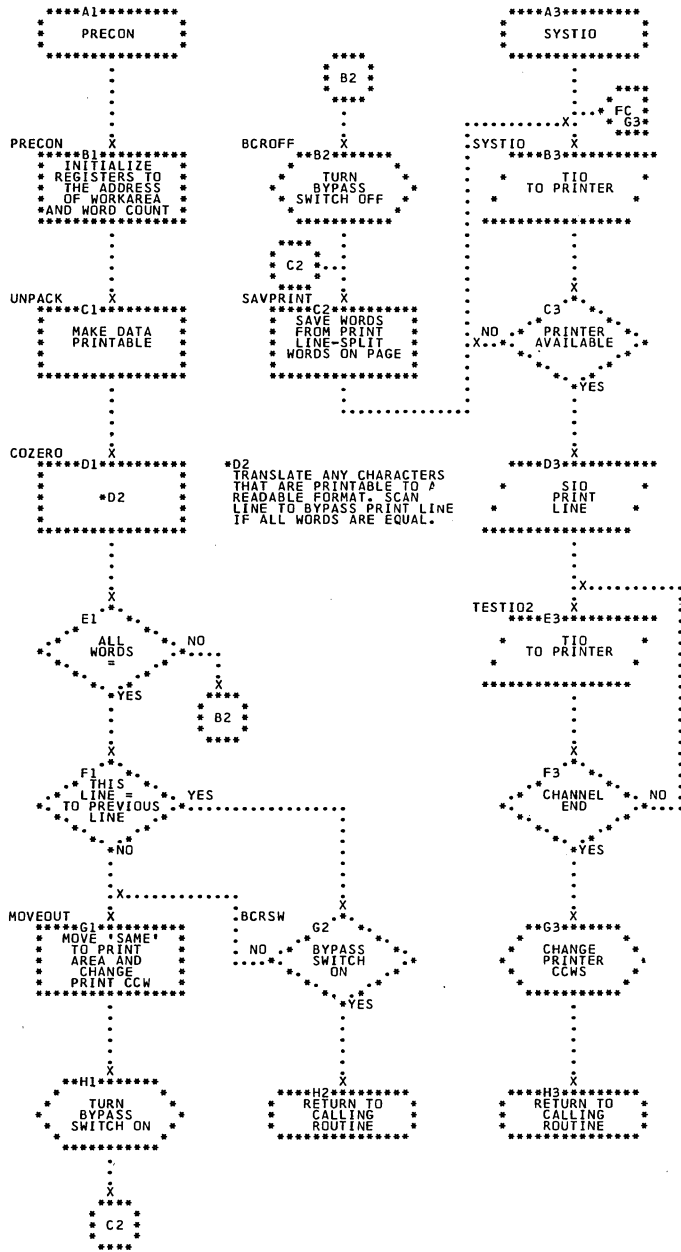 A1
PRECON
A3
SYSTIO
B2
FC
G3
PRECON
B1
INITIALIZE
REGISTERS TO
THE ADDRESS
OF WORKAREA
AND WORD COUNT
BCROFF
B2
TURN
BYPASS
SWITCH OFF
SYSTIO
B3
TIO
TO PRINTER
C2
UNPACK
C1
MAKE DATA
PRINTABLE
SAVPRINT
C2
SAVE WORDS
FROM PRINT
LINE-SPLIT
WORDS ON PAGE
C3
PRINTER
AVAILABLE
NO
YES
COZERO
D1
*D2
*D2
TRANSLATE ANY CHARACTERS
THAT ARE PRINTABLE TO A
READABLE FORMAT. SCAN
LINE TO BYPASS PRINT LINE
IF ALL WORDS ARE EQUAL.
D3
SIO
PRINT
LINE
E1
ALL
WORDS
=
NO
YES
B2
TESTIO2
E3
TIO
TO PRINTER
F1
THIS
LINE =
TO PREVIOUS
LINE
YES
NO
F3
CHANNEL
END
NO
YES
MOVEOUT
G1
MOVE 'SAME'
TO PRINT
AREA AND
CHANGE
PRINT CCW
BCRSW
G2
BYPASS
SWITCH
ON
NO
YES
G3
CHANGE
PRINTER
CCWS
H1
TURN
BYPASS
SWITCH ON
H2
RETURN TO
CALLING
ROUTINE
H3
RETURN TO
CALLING
ROUTINE
C2